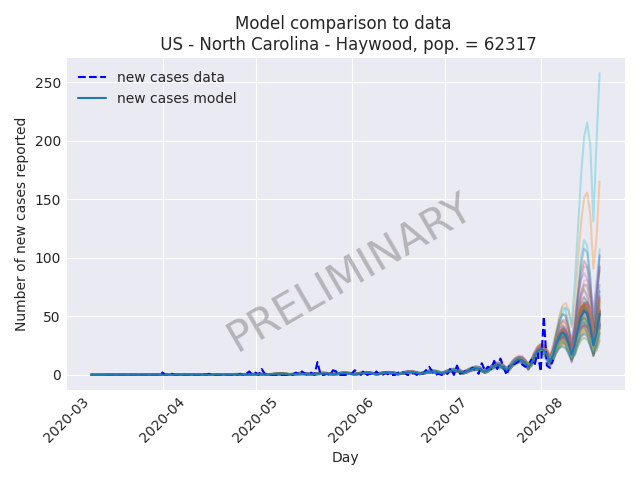 Model comparison to data
US - North Carolina - Haywood, pop. = 62317
new cases data
new cases model
PRELIMINARY
Number of new cases reported
250
200
150
100
50
0
2020-03
2020-04
2020-05
2020-06
2020-07
2020-08
Day